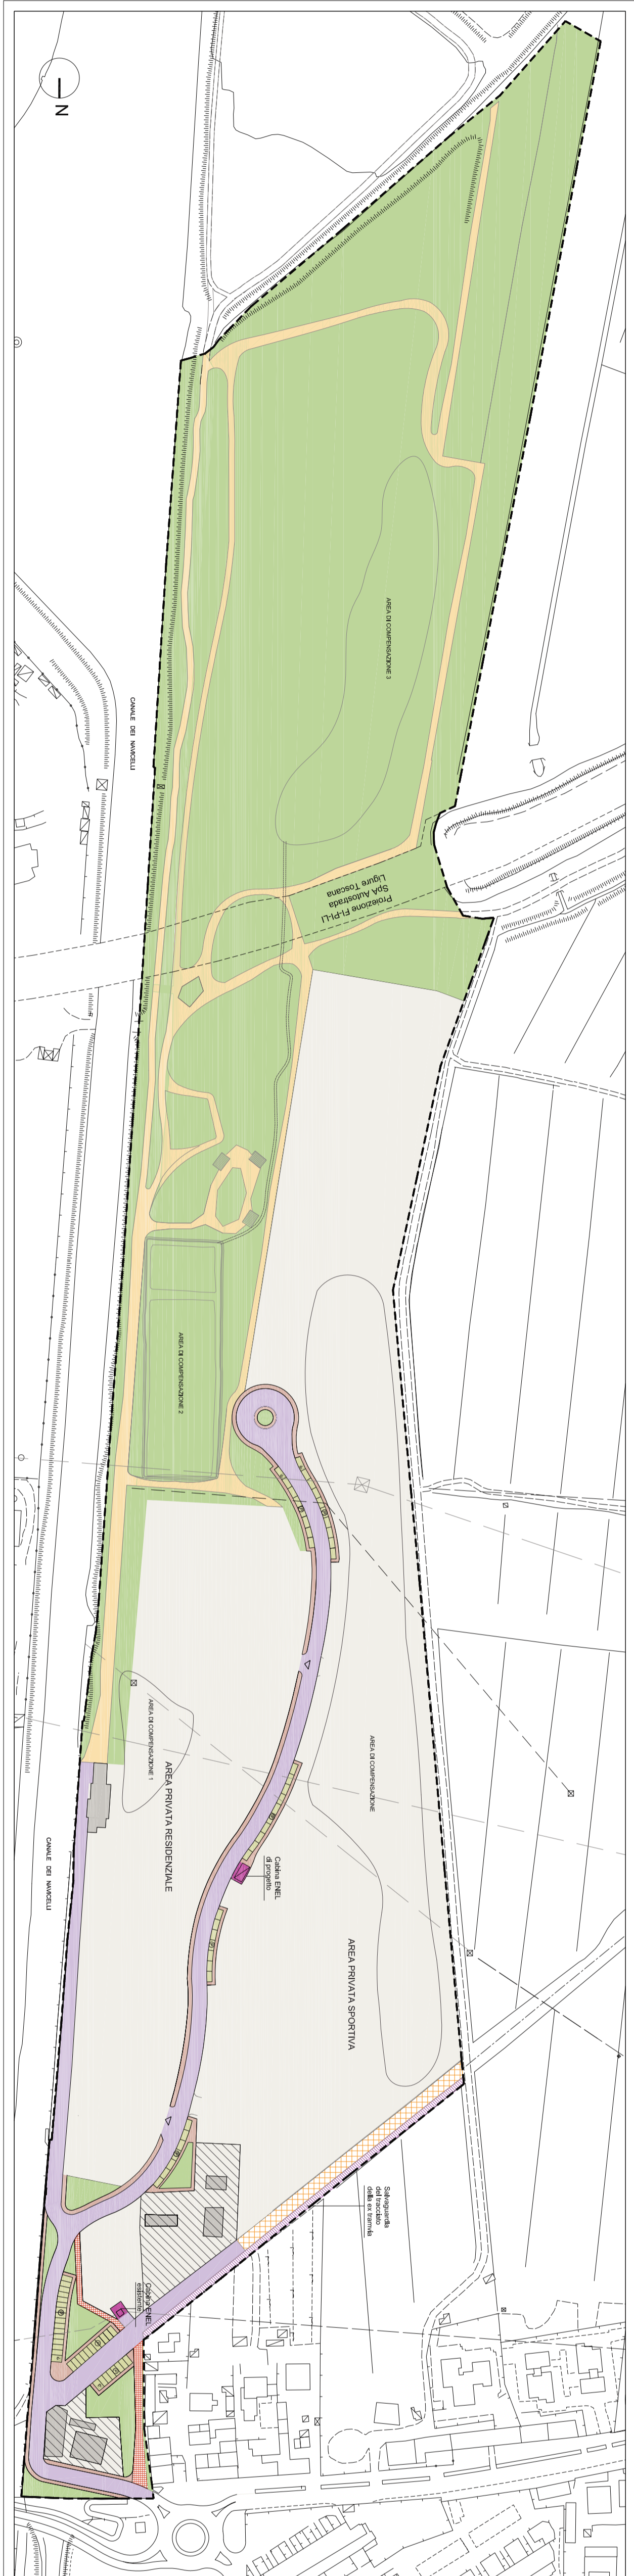 N
AREA DI COMPENSAZIONE 3
CANALE DEI NAVICELLI
Proiezione FI-PI-LI
SpA Autostrada
Ligure Toscana
AREA DI COMPENSAZIONE 2
AREA DI COMPENSAZIONE 1
AREA DI COMPENSAZIONE
AREA PRIVATA RESIDENZIALE
Cabina ENEL
di progetto
CANALE DEI NAVICELLI
AREA PRIVATA SPORTIVA
Salvaguardia
del tracciato
della ex tramvia
Cabina ENEL
esistente